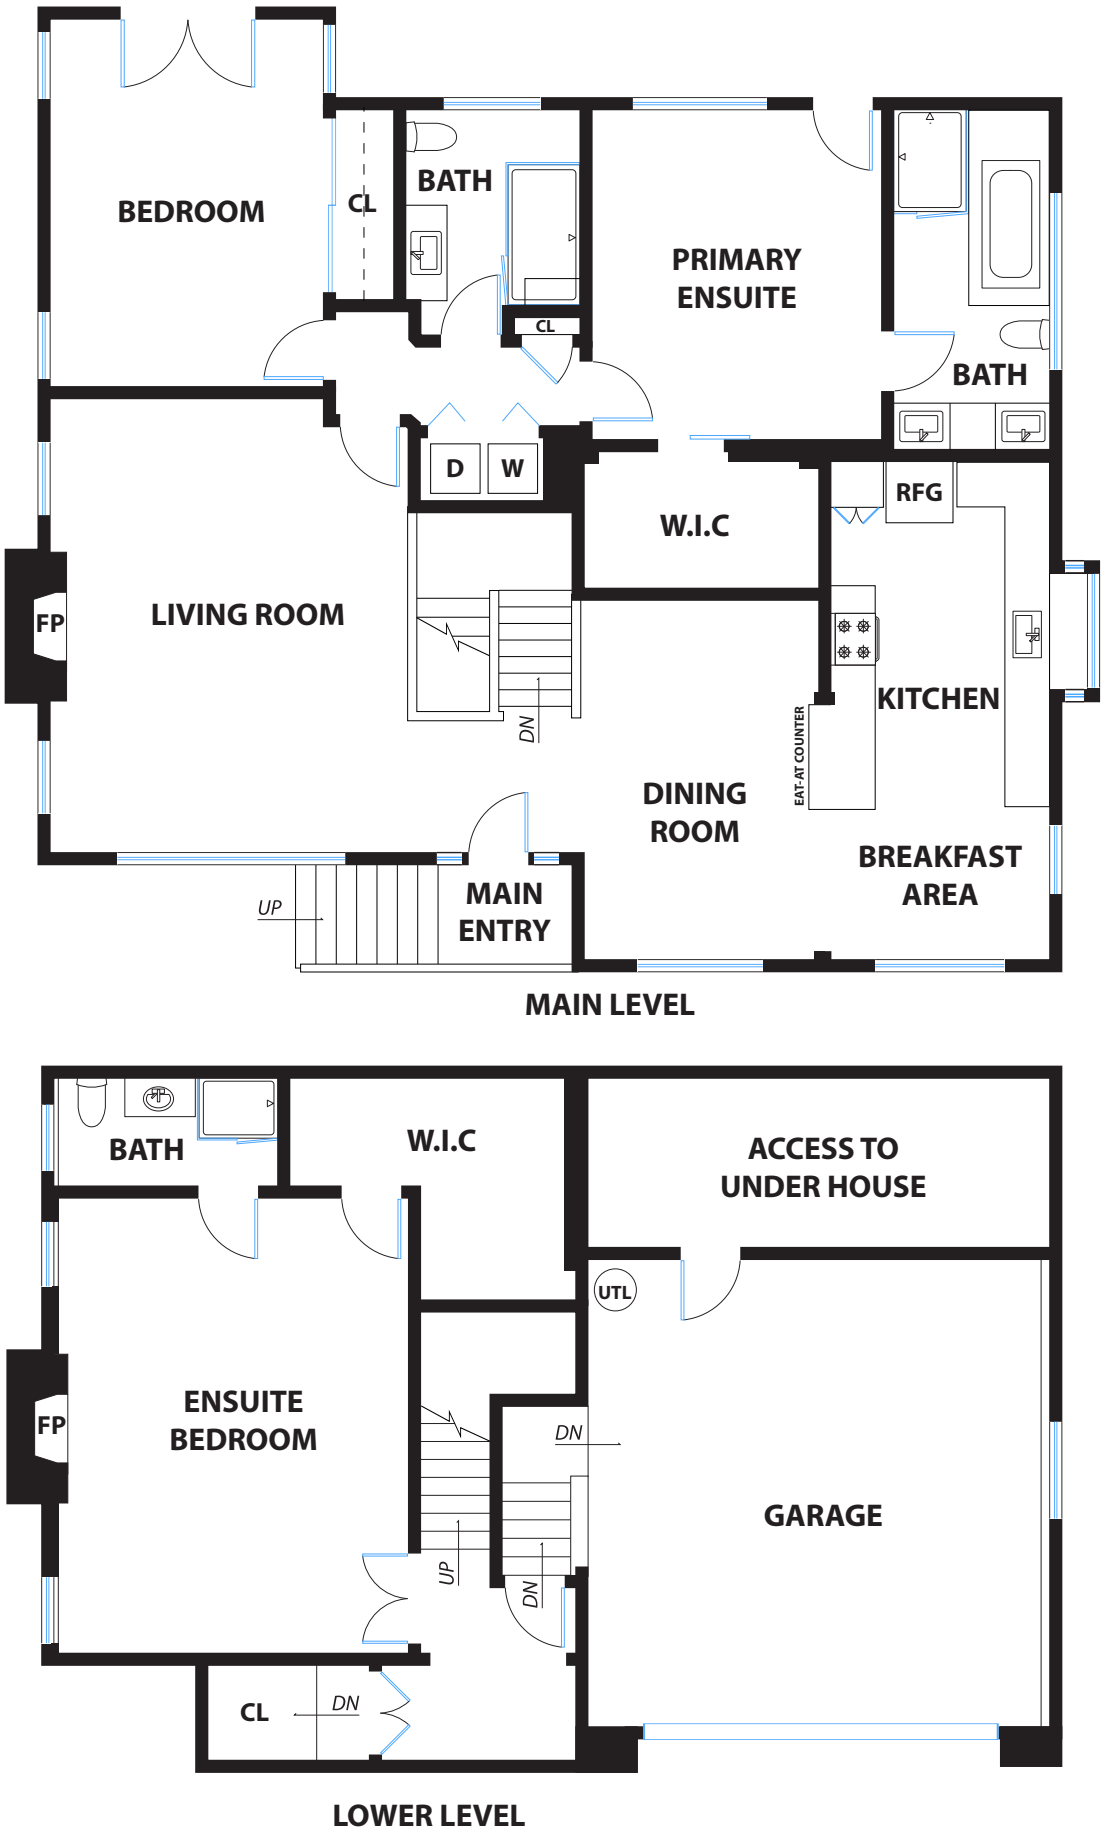 BEDROOM
CL
BATH
CL
PRIMARY
ENSUITE
BATH
D
W
RFG
W.I.C
FP
LIVING ROOM
KITCHEN
DN
EAT-AT COUNTER
DINING
ROOM
BREAKFAST
AREA
UP
MAIN
ENTRY
MAIN LEVEL
BATH
W.I.C
ACCESS TO
UNDER HOUSE
UTL
FP
ENSUITE
BEDROOM
DN
GARAGE
UP
DN
CL
DN
LOWER LEVEL